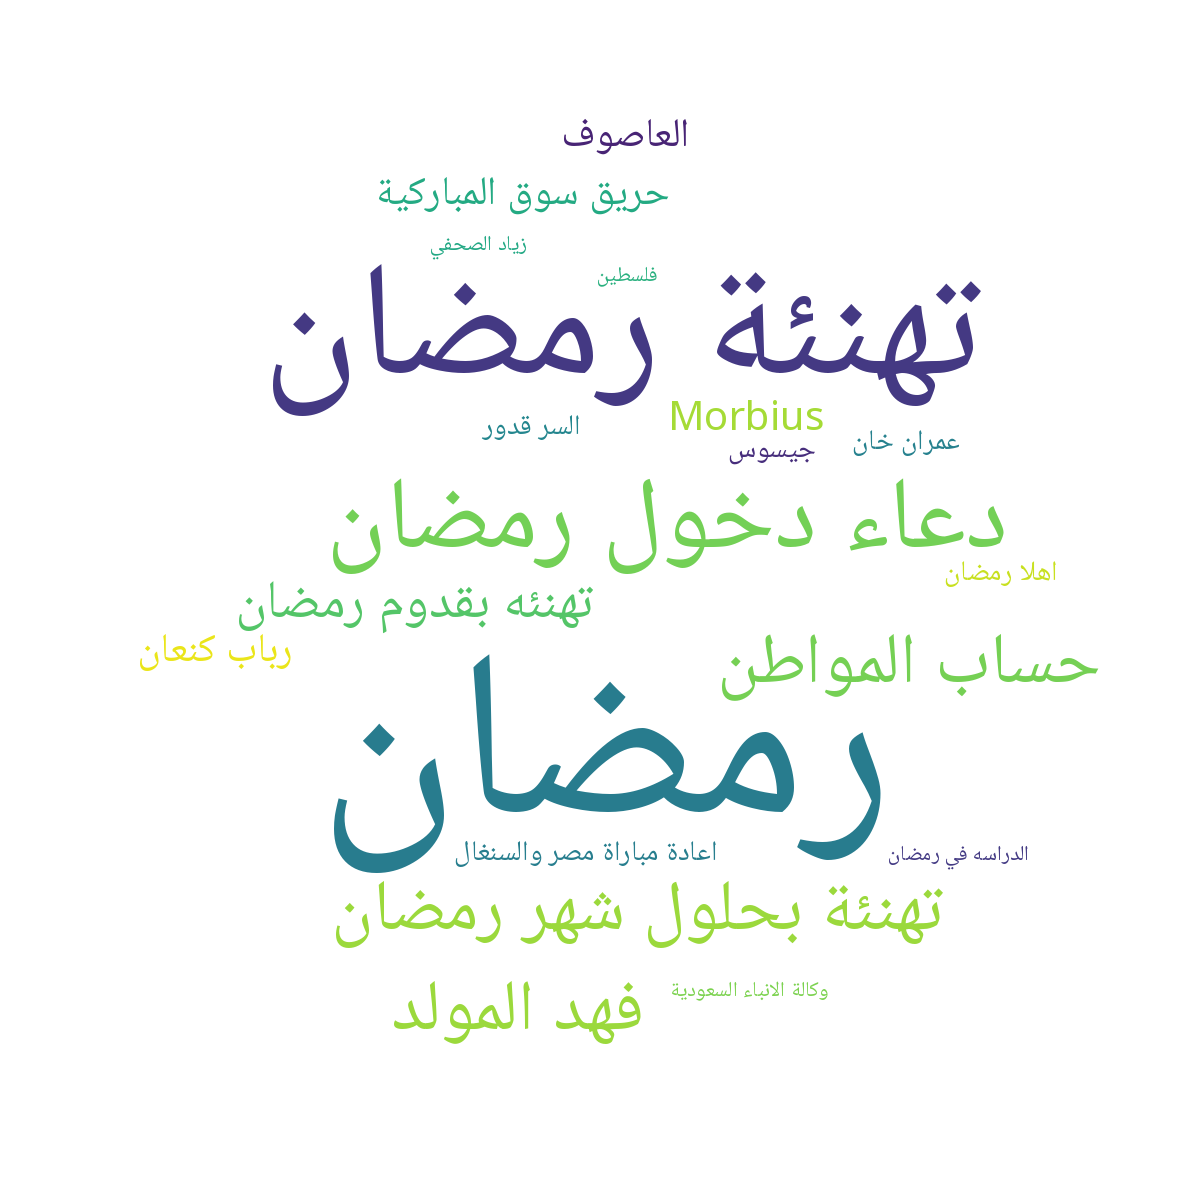 العاصوف
حريق سوق المباركية
زياد الصحفي
فلسطين
تهنئة رمضان
Morbius
السر قدور
عمران خان
جيسوس
دعاء دخول رمضان
اهلا رمضان
تهنئه بقدوم رمضان
رباب كنعان
حساب المواطن
رمضان
اعادة مباراة مصر والسنغال
الدراسه في رمضان
تهنئة بحلول شهر رمضان
وكالة الانباء السعودية
فهد المولد